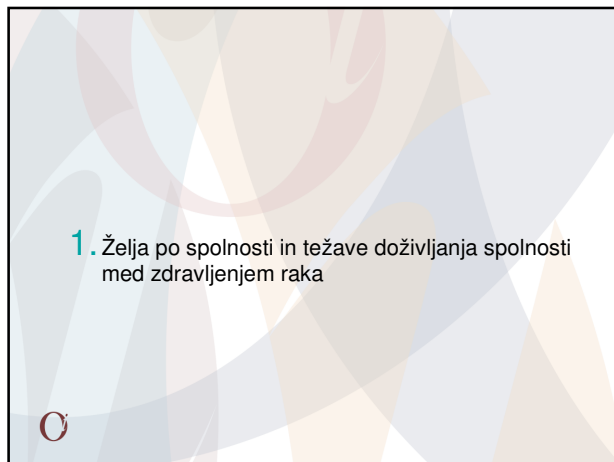 1. Želja po spolnosti in težave doživljanja spolnosti
med zdravljenjem raka